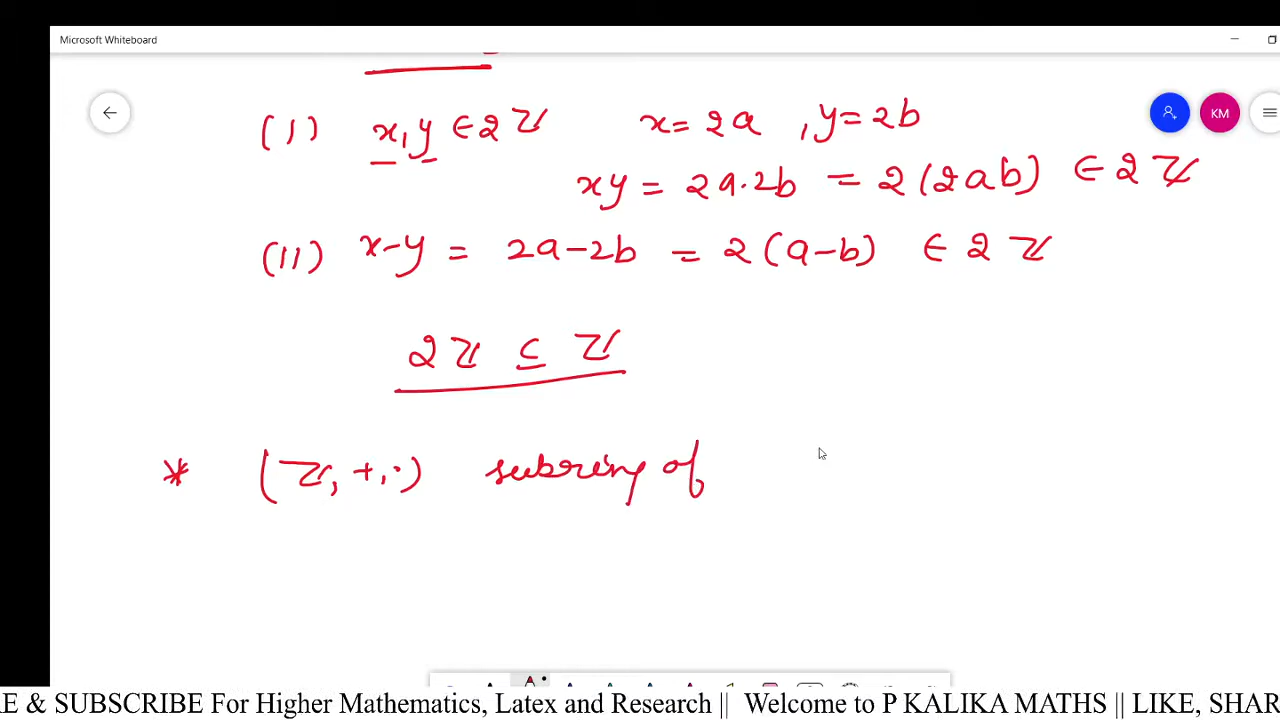 Microsoft Whiteboard
(I) x, y ∈ 2ℤ x = 2a , y = 2b
xy = 2a·2b = 2(2ab) ∈ 2ℤ
(II) x-y = 2a-2b = 2(a-b) ∈ 2ℤ
2ℤ ⊆ ℤ
* (ℤ, +, ·) subring of
KM
RE & SUBSCRIBE For Higher Mathematics, Latex and Research || Welcome to P KALIKA MATHS || LIKE, SHAR